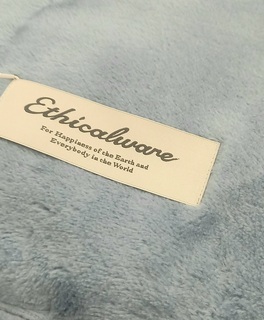 Ethicalware
For Happiness of the Earth and
Everybody in the World